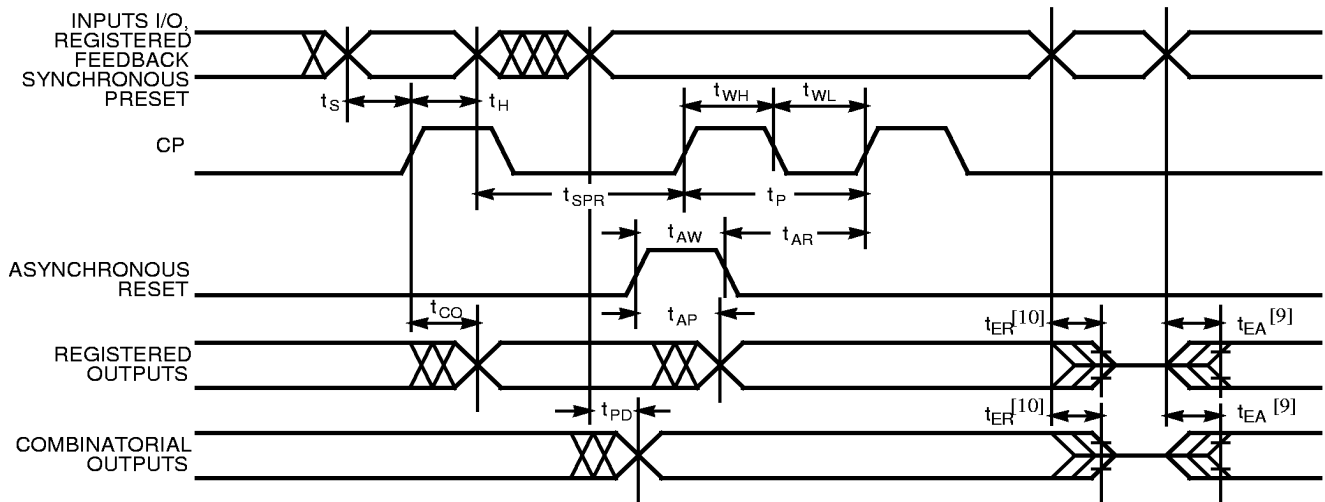 INPUTS I/O,
REGISTERED
FEEDBACK
SYNCHRONOUS
PRESET
tS
tH
tWH
tWL
CP
tSPR
tP
tAW
tAR
ASYNCHRONOUS
RESET
tCO
tAP
tER[10]
tEA[9]
REGISTERED
OUTPUTS
tPD
tER[10]
tEA[9]
COMBINATORIAL
OUTPUTS